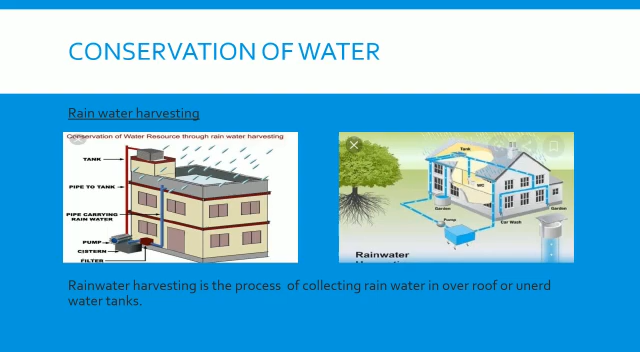 CONSERVATION OF WATER
Rain water harvesting
Conservation of Water Resource through rain water harvesting
TANK
PIPE TO TANK
PIPE CARRYING
RAIN WATER
PUMP
CISTERN
FILTER
Tank
WC
Garden
Garden
Car Wash
Pump
Rainwater
Rainwater harvesting is the process of collecting rain water in over roof or unerd
water tanks.